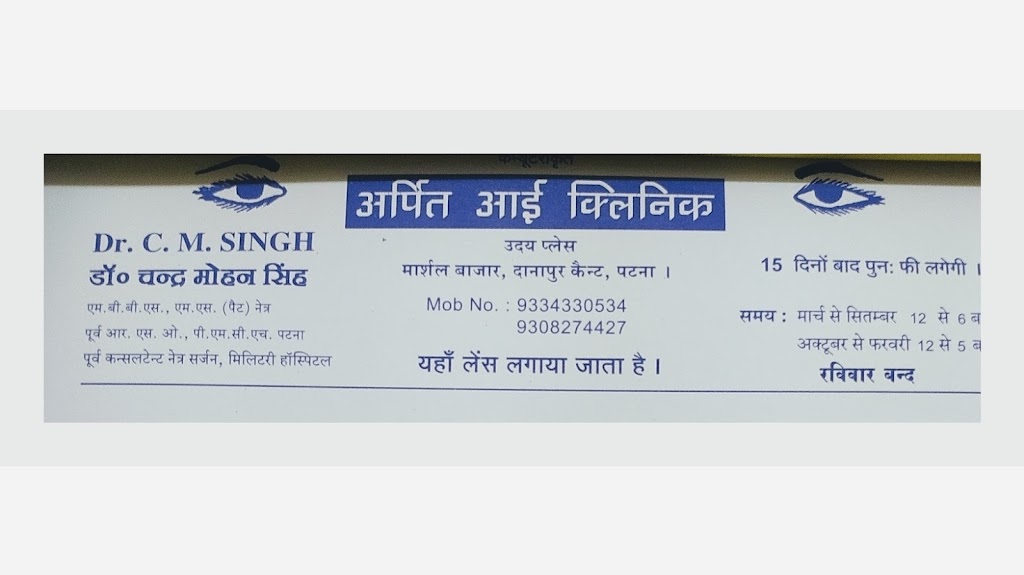 कम्प्यूटराीकृत
अर्पित आई क्लिनिक
Dr. C. M. SINGH
डॉ० चन्द्र मोहन सिंह
एम.बी.बी.एस., एम.एस. (पैट) नेत्र
पूर्व आर. एस. ओ., पी.एम.सी.एच. पटना
पूर्व कन्सलटेन्ट नेत्र सर्जन, मिलिटरी हॉस्पिटल
उदय प्लेस
मार्शल बाजार, दानापुर कैन्ट, पटना ।
Mob No. : 9334330534
9308274427
यहाँ लेंस लगाया जाता है ।
15 दिनों बाद पुन: फी लगेगी ।
समय : मार्च से सितम्बर 12 से 6 ब
अक्टूबर से फरवरी 12 से 5 ब
रविवार बन्द